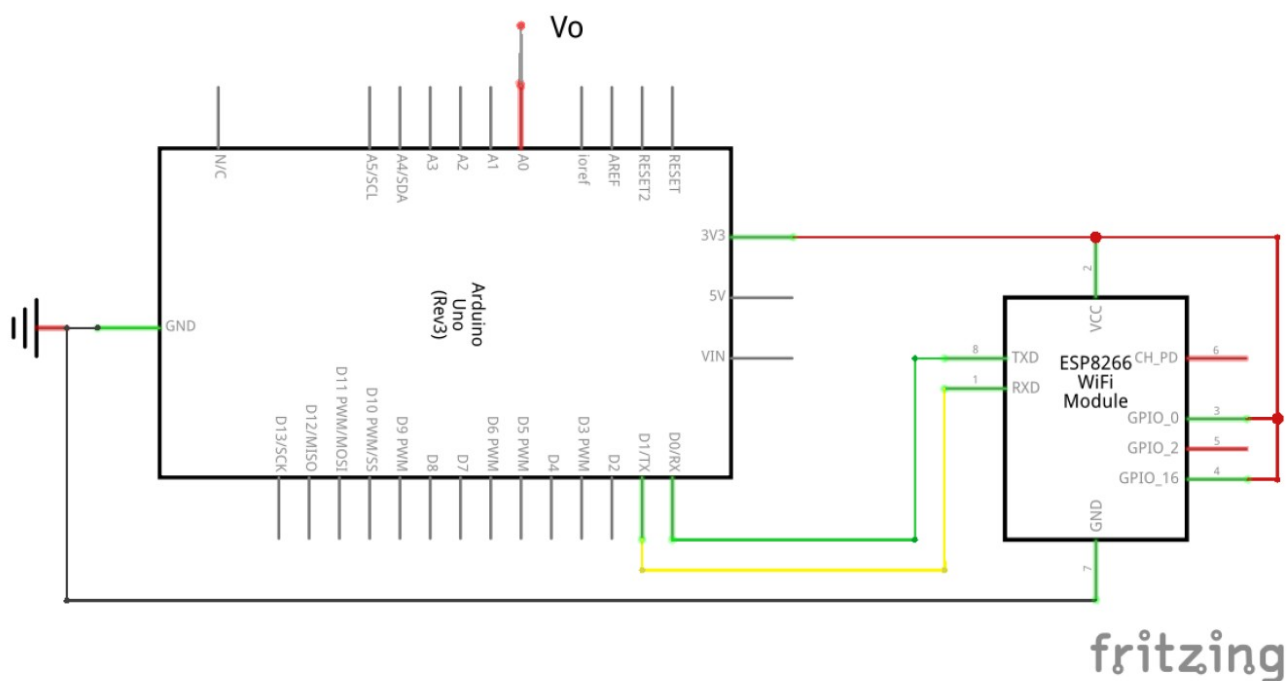 Vo
N/C
A5/SCL
A4/SDA
A3
A2
A1
A0
ioref
AREF
RESET2
RESET
3V3
5V
VIN
GND
Arduino
Uno
(Rev3)
D13/SCK
D12/MISO
D11 PWM/MOSI
D10 PWM/SS
D9 PWM
D8
D7
D6 PWM
D5 PWM
D4
D3 PWM
D2
D1/TX
D0/RX
2
VCC
8
TXD
1
RXD
ESP8266
WiFi
Module
CH_PD
6
GPIO_0
3
GPIO_2
5
GPIO_16
4
GND
7
fritzing